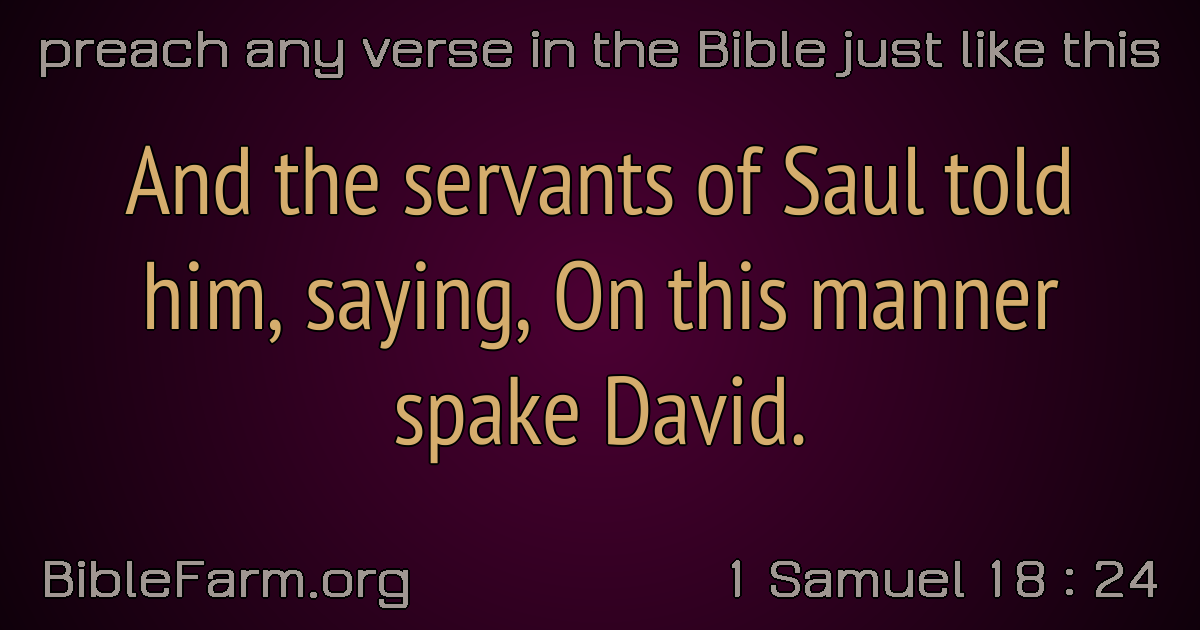 preach any verse in the Bible just like this
And the servants of Saul told
him, saying, On this manner
spake David.
BibleFarm.org
1 Samuel 18 : 24